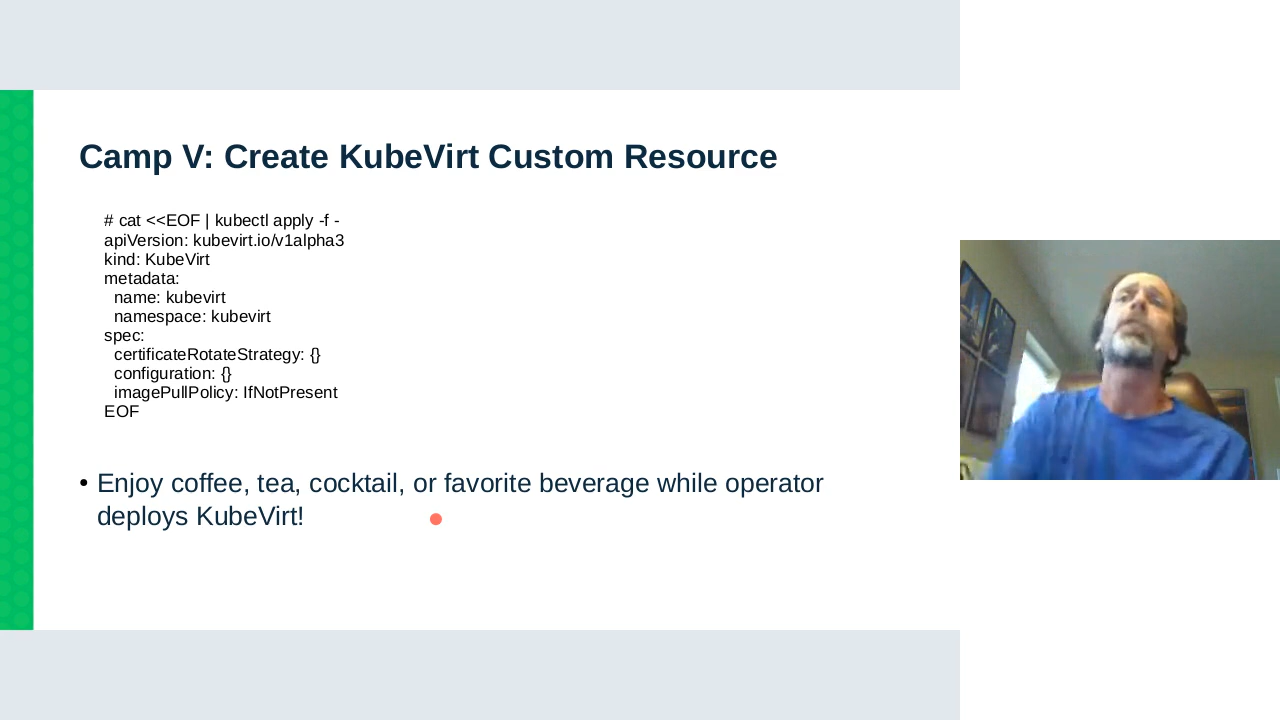 Camp V: Create KubeVirt Custom Resource
# cat <<EOF | kubectl apply -f -
apiVersion: kubevirt.io/v1alpha3
kind: KubeVirt
metadata:
  name: kubevirt
  namespace: kubevirt
spec:
  certificateRotateStrategy: {}
  configuration: {}
  imagePullPolicy: IfNotPresent
EOF
• Enjoy coffee, tea, cocktail, or favorite beverage while operator
deploys KubeVirt!